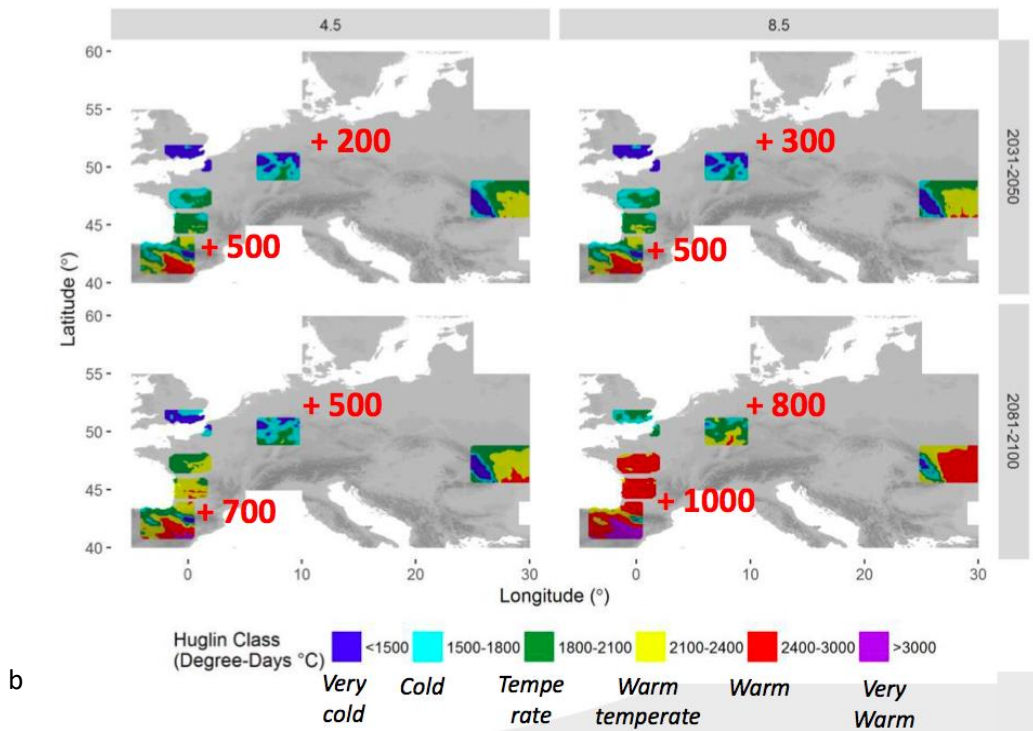 4.5
8.5
60
55
50
45
40
+ 200
+ 500
+ 300
+ 500
2031-2050
Latitude (°)
60
55
50
45
40
+ 500
+ 700
+ 800
+ 1000
2081-2100
0
10
20
30
0
10
20
30
Longitude (°)
Huglin Class
(Degree-Days °C)
<1500
1500-1800
1800-2100
2100-2400
2400-3000
>3000
b
Very
cold
Cold
Tempe
rate
Warm
temperate
Warm
Very
Warm